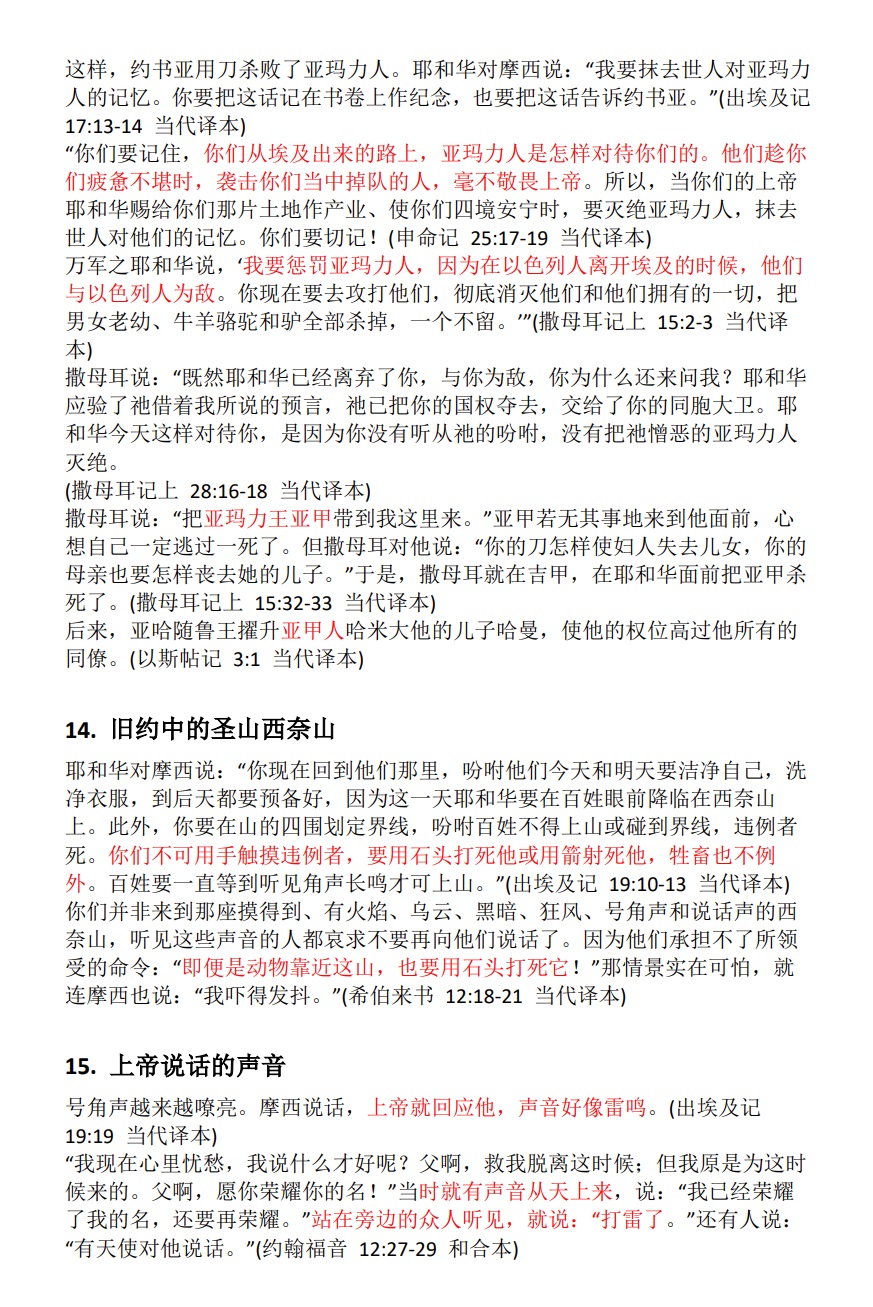 这样，约书亚用刀杀败了亚玛力人。耶和华对摩西说：“我要抹去世人对亚玛力
人的记忆。你要把这话记在书卷上作纪念，也要把这话告诉约书亚。”(出埃及记
17:13-14 当代译本)
“你们要记住，你们从埃及出来的路上，亚玛力人是怎样对待你们的。他们趁你
们疲惫不堪时，袭击你们当中掉队的人，毫不敬畏上帝。所以，当你们的上帝
耶和华赐给你们那片土地作产业、使你们四境安宁时，要灭绝亚玛力人，抹去
世人对他们的记忆。你们要切记！(申命记 25:17-19 当代译本)
万军之耶和华说，‘我要惩罚亚玛力人，因为在以色列人离开埃及的时候，他们
与以色列人为敌。你现在要去攻打他们，彻底消灭他们和他们拥有的一切，把
男女老幼、牛羊骆驼和驴全部杀掉，一个不留。’”(撒母耳记上 15:2-3 当代译
本)
撒母耳说：“既然耶和华已经离弃了你，与你为敌，你为什么还来问我？耶和华
应验了祂借着我所说的预言，祂已把你的国权夺去，交给了你的同胞大卫。耶
和华今天这样对待你，是因为你没有听从祂的吩咐，没有把祂憎恶的亚玛力人
灭绝。
(撒母耳记上 28:16-18 当代译本)
撒母耳说：“把亚玛力王亚甲带到我这里来。”亚甲若无其事地来到他面前，心
想自己一定逃过一死了。但撒母耳对他说：“你的刀怎样使妇人失去儿女，你的
母亲也要怎样丧去她的儿子。”于是，撒母耳就在吉甲，在耶和华面前把亚甲杀
死了。(撒母耳记上 15:32-33 当代译本)
后来，亚哈随鲁王擢升亚甲人哈米大他的儿子哈曼，使他的权位高过他所有的
同僚。(以斯帖记 3:1 当代译本)
14. 旧约中的圣山西奈山
耶和华对摩西说：“你现在回到他们那里，吩咐他们今天和明天要洁净自己，洗
净衣服，到后天都要预备好，因为这一天耶和华要在百姓眼前降临在西奈山
上。此外，你要在山的四围划定界线，吩咐百姓不得上山或碰到界线，违例者
死。你们不可用手触摸违例者，要用石头打死他或用箭射死他，牲畜也不例
外。百姓要一直等到听见角声长鸣才可上山。”(出埃及记 19:10-13 当代译本)
你们并非来到那座摸得到、有火焰、乌云、黑暗、狂风、号角声和说话声的西
奈山，听见这些声音的人都哀求不要再向他们说话了。因为他们承担不了所领
受的命令：“即便是动物靠近这山，也要用石头打死它！”那情景实在可怕，就
连摩西也说：“我吓得发抖。”(希伯来书 12:18-21 当代译本)
15. 上帝说话的声音
号角声越来越嘹亮。摩西说话，上帝就回应他，声音好像雷鸣。(出埃及记
19:19 当代译本)
“我现在心里忧愁，我说什么才好呢？父啊，救我脱离这时候；但我原是为这时
候来的。父啊，愿你荣耀你的名！”当时就有声音从天上来，说：“我已经荣耀
了我的名，还要再荣耀。”站在旁边的众人听见，就说：“打雷了。”还有人说：
“有天使对他说话。”(约翰福音 12:27-29 和合本)